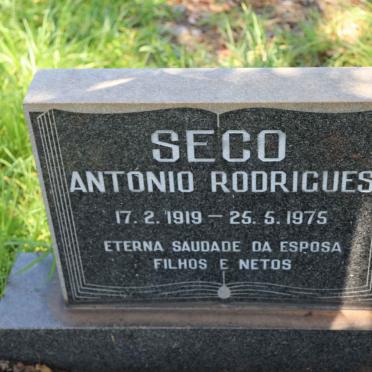 SECO
ANTÓNIO RODRIGUES
17. 2. 1919 — 25. 5. 1975
ETERNA SAUDADE DA ESPOSA
FILHOS E NETOS